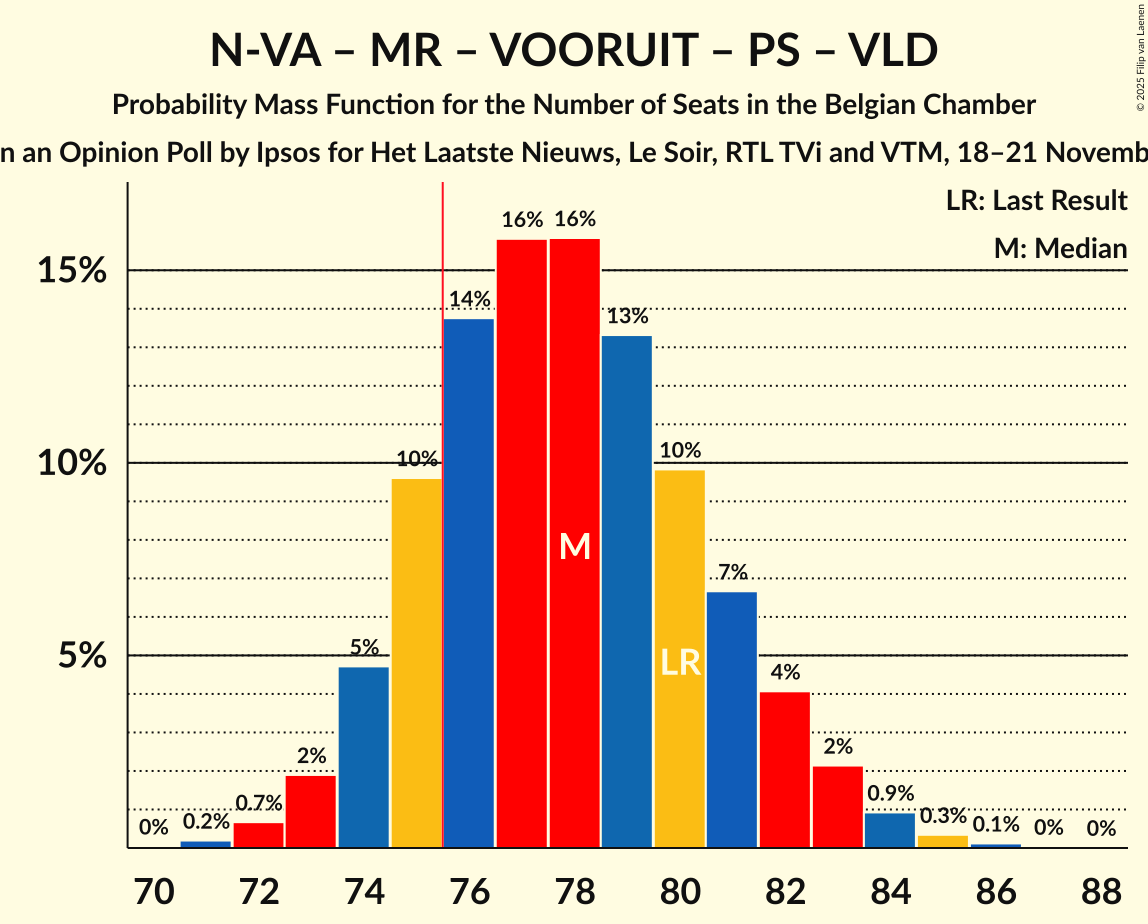 © 2025 Filip van Laenen
N-VA – MR – VOORUIT – PS – VLD
Probability Mass Function for the Number of Seats in the Belgian Chamber
n an Opinion Poll by Ipsos for Het Laatste Nieuws, Le Soir, RTL TVi and VTM, 18–21 Novemb
LR: Last Result
M: Median
15%
10%
5%
0%
0.2%
0.7%
2%
5%
10%
14%
16%
16%
13%
10%
7%
4%
2%
0.9%
0.3%
0.1%
0%
0%
M
LR
70 72 74 76 78 80 82 84 86 88